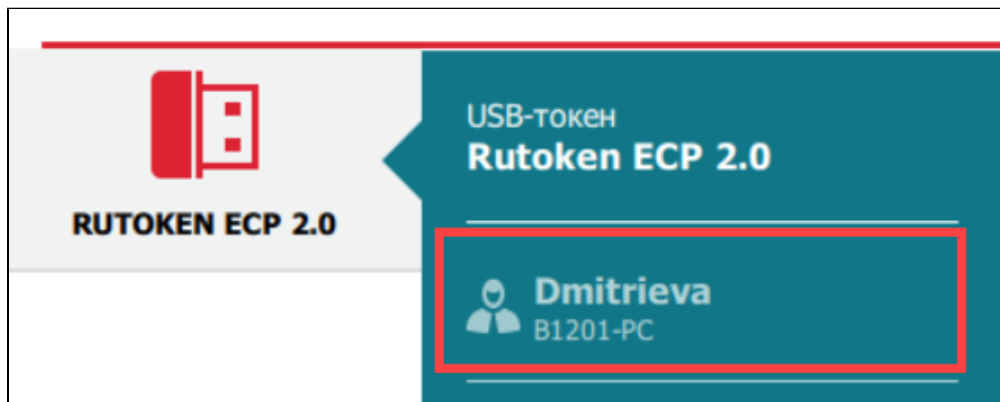 RUTOKEN ECP 2.0
USB-токен
Rutoken ECP 2.0
Dmitrieva
B1201-PC